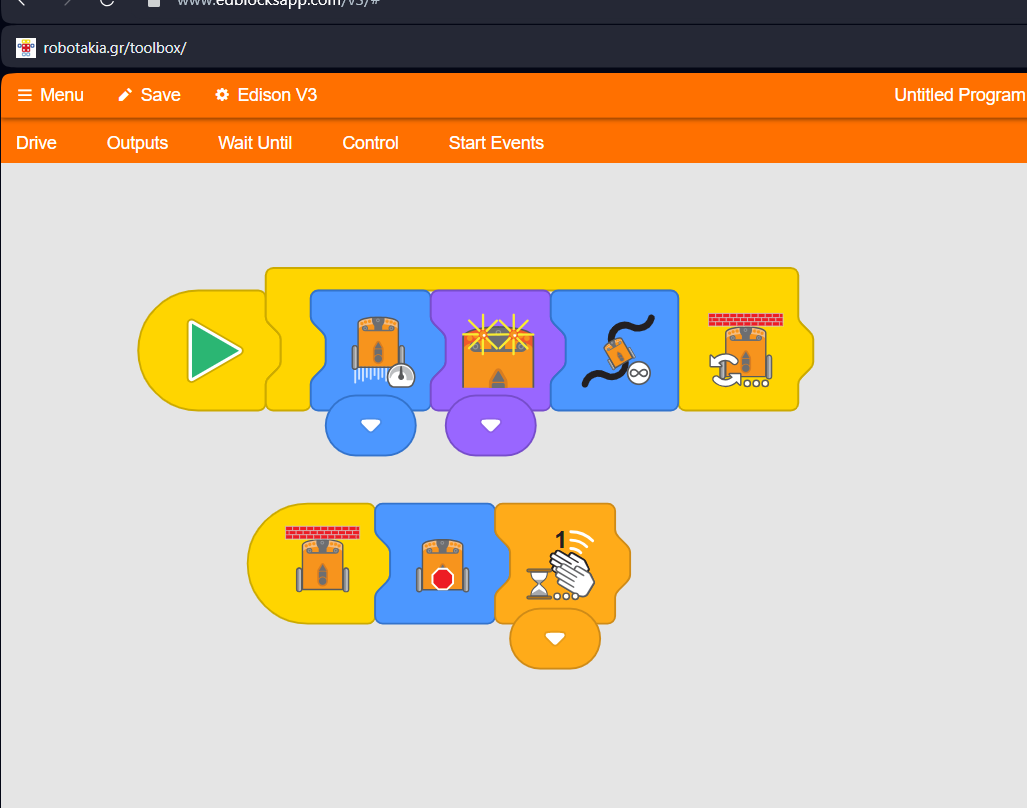 www.edblocksapp.com/v3/#
robotakia.gr/toolbox/
Menu Save Edison V3 Untitled Program
Drive Outputs Wait Until Control Start Events
1